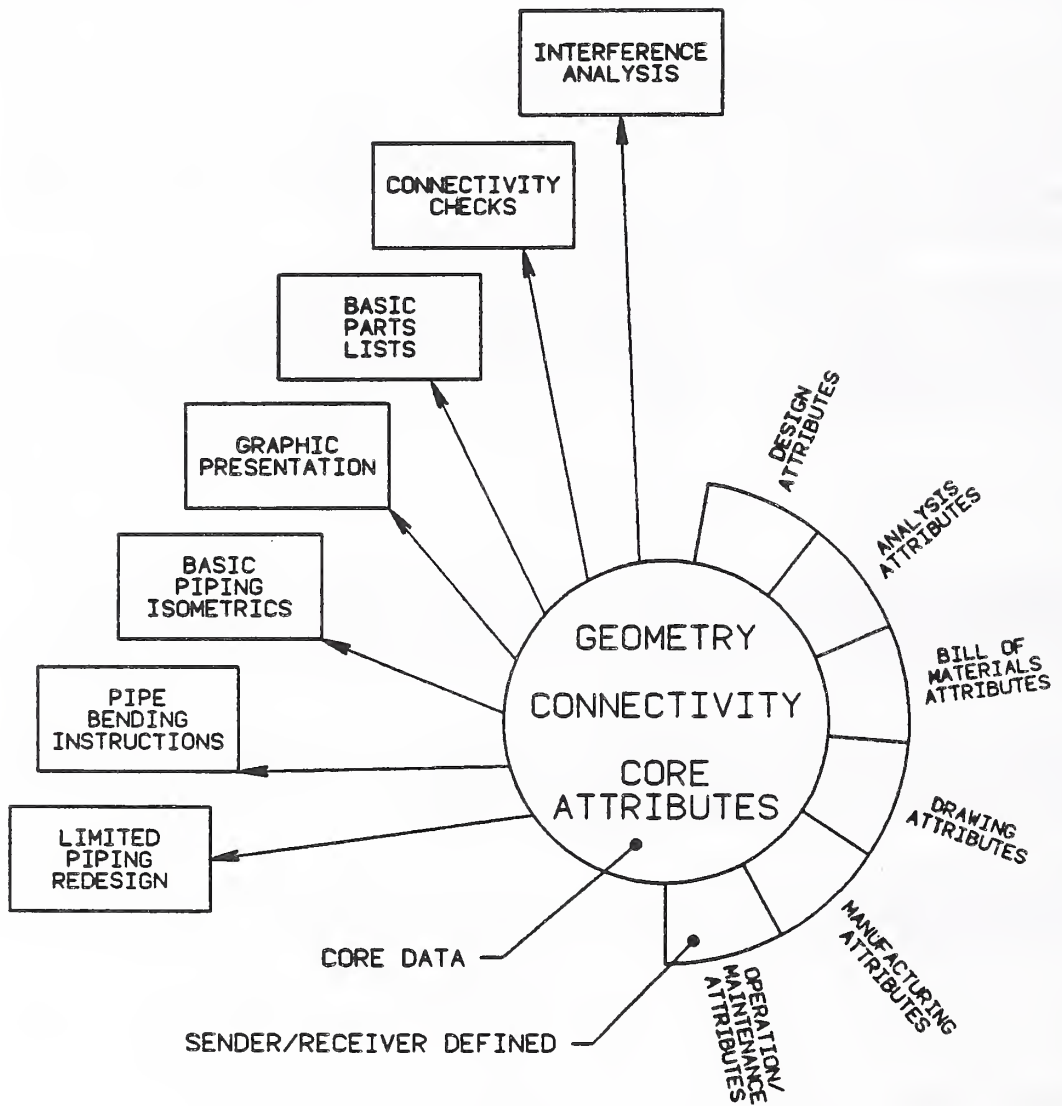 INTERFERENCE
ANALYSIS
CONNECTIVITY
CHECKS
BASIC
PARTS
LISTS
GRAPHIC
PRESENTATION
BASIC
PIPING
ISOMETRICS
PIPE
BENDING
INSTRUCTIONS
LIMITED
PIPING
REDESIGN
GEOMETRY
CONNECTIVITY
CORE
ATTRIBUTES
DESIGN
ATTRIBUTES
ANALYSIS
ATTRIBUTES
BILL OF
MATERIALS
ATTRIBUTES
DRAWING
ATTRIBUTES
MANUFACTURING
ATTRIBUTES
OPERATION/
MAINTENANCE
ATTRIBUTES
CORE DATA
SENDER/RECEIVER DEFINED